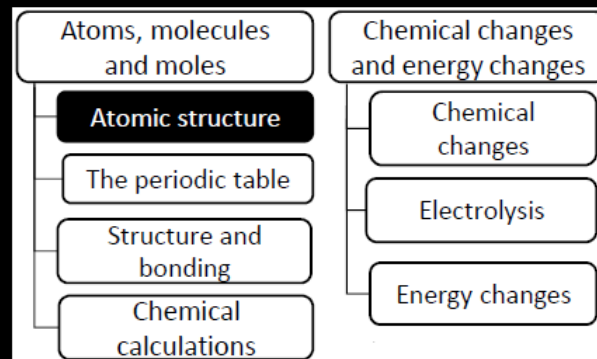 Atoms, molecules
and moles
Atomic structure
The periodic table
Structure and
bonding
Chemical
calculations
Chemical changes
and energy changes
Chemical
changes
Electrolysis
Energy changes